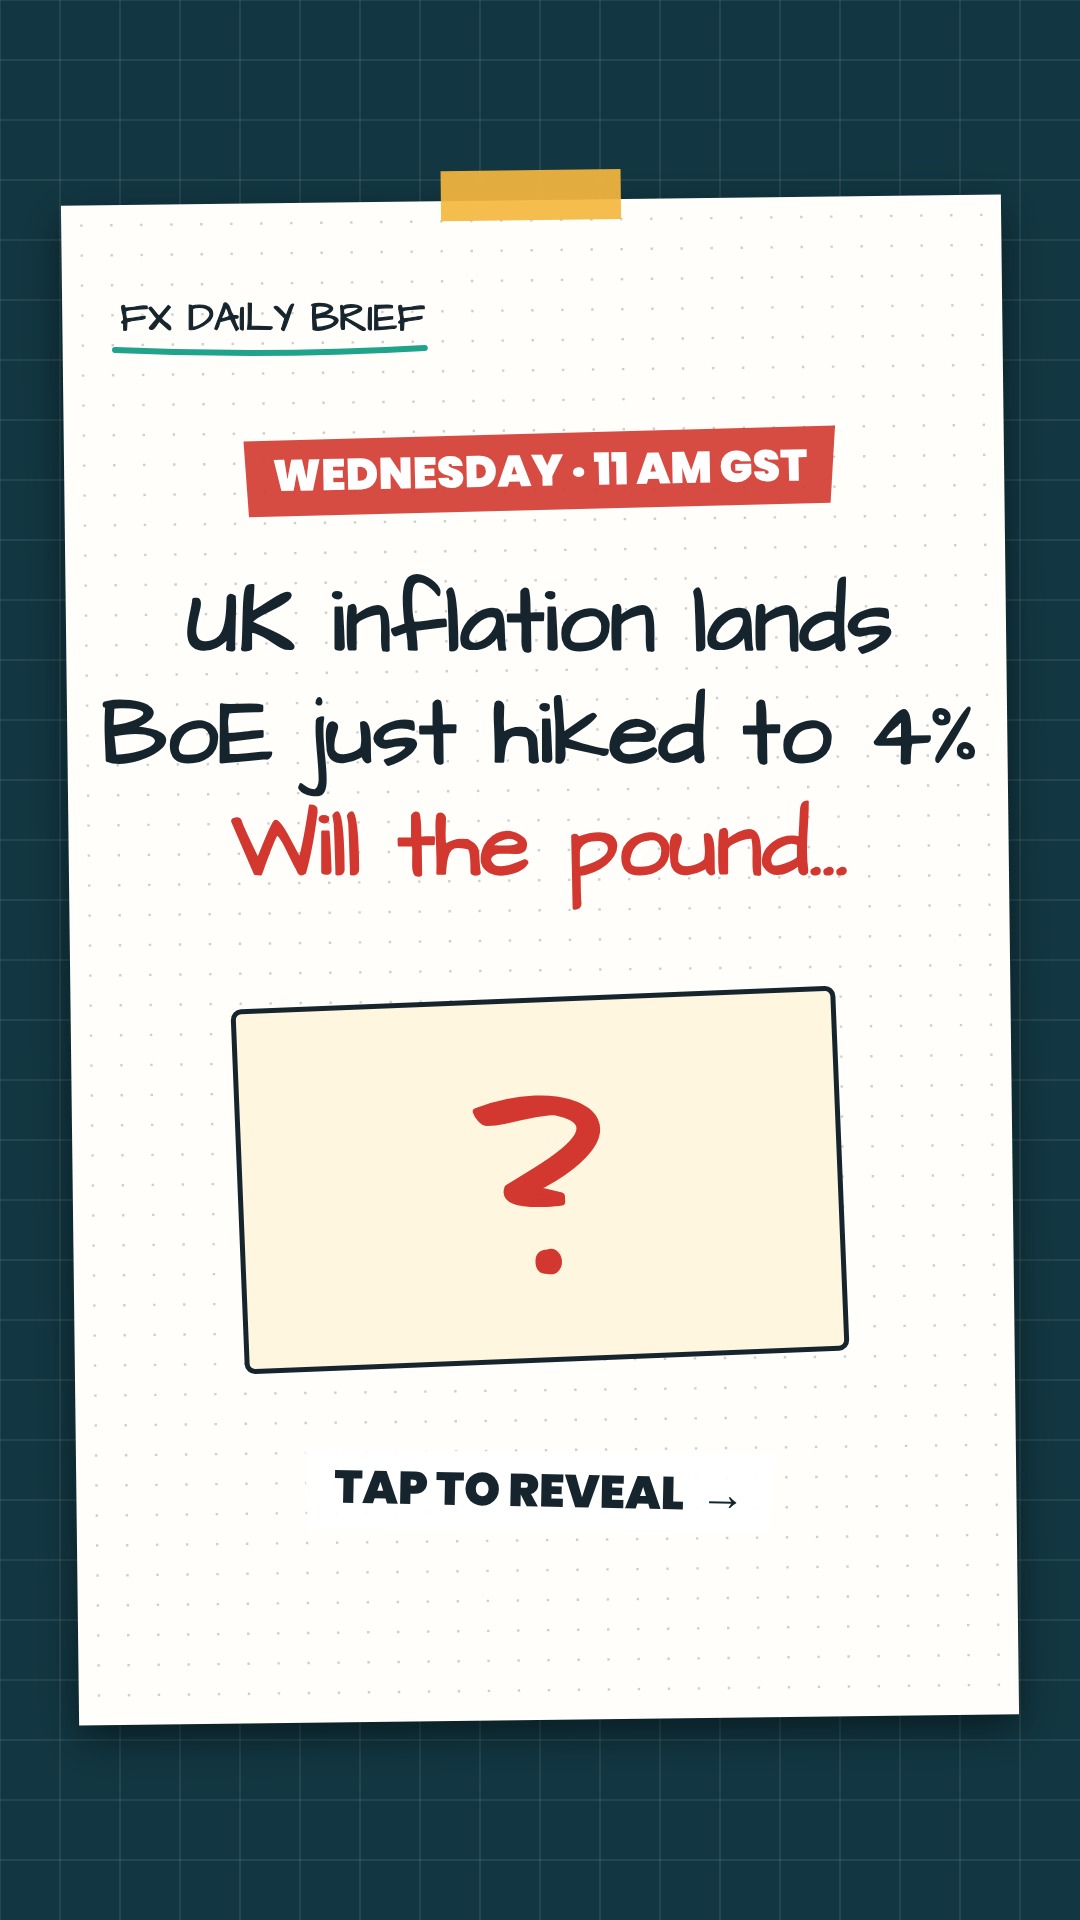 FX DAILY BRIEF
WEDNESDAY · 11 AM GST
UK inflation lands
BoE just hiked to 4%
Will the pound...
?
TAP TO REVEAL →